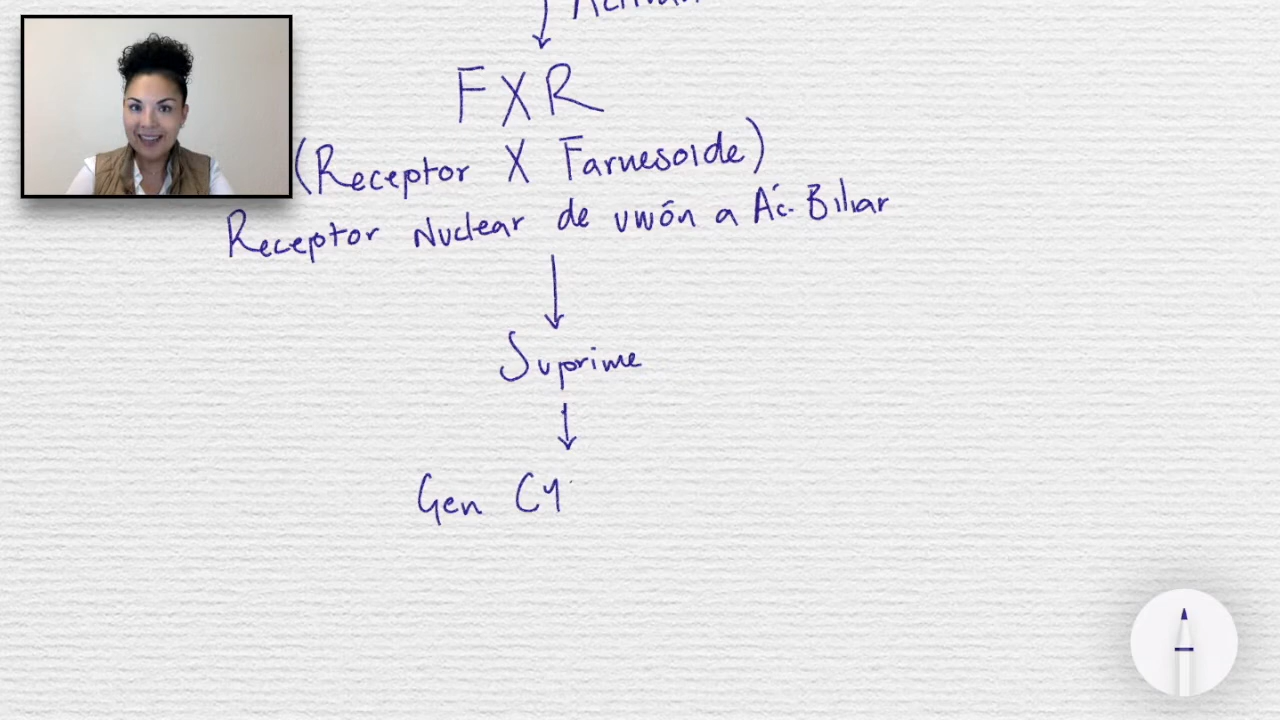 FXR
(Receptor X Farnesoide)
Receptor Nuclear de unión a Ác. Biliar
Suprime
Gen CY